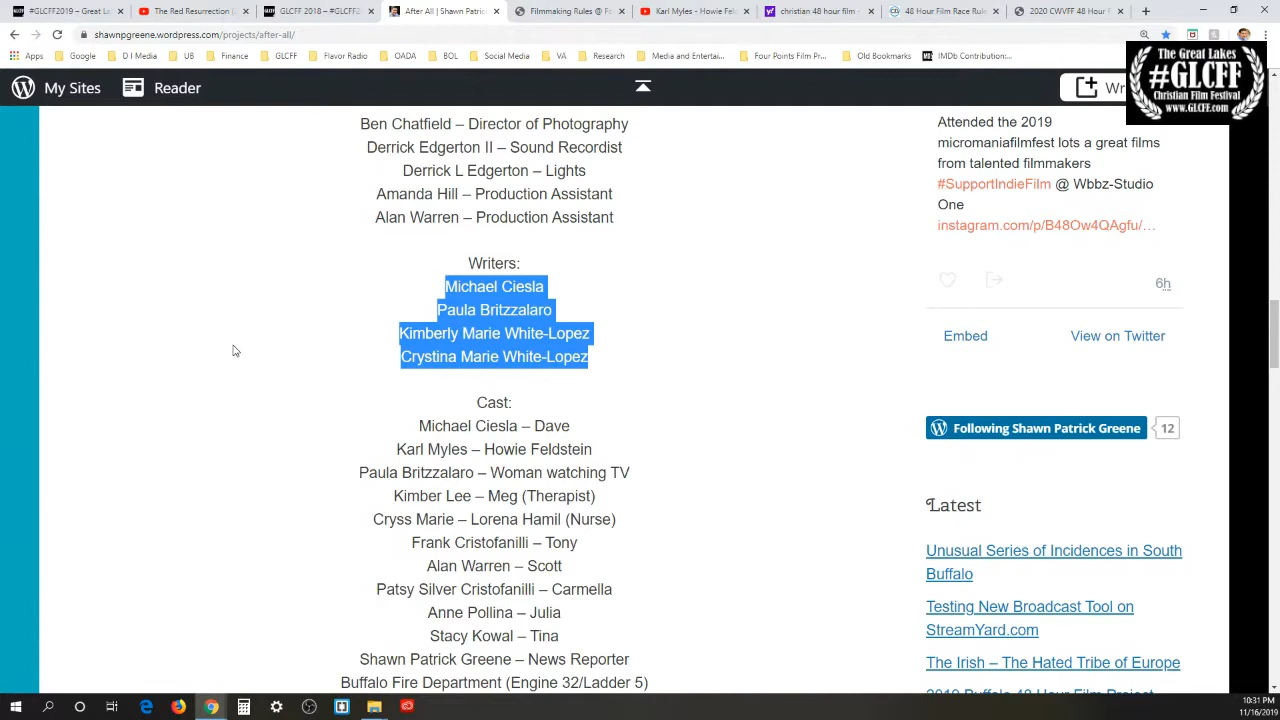 #GLCFF2019 – Great L
The Red Resurrection (
GLCFF 2018 – #GLCFF
After All | Shawn Patric
Filmmaking Rules @ Fo
Karl Myles - Howie Feld
christian 48 hour film -
48 Hour Film Race Rule
2020 CWVFF 48 Hour F
shawnpgreene.wordpress.com/projects/after-all/
Apps
Google
D I Media
UB
Finance
GLCFF
Flavor Radio
OADA
BOL
Social Media
VA
Research
Media and Enterta...
Four Points Film Pr...
Old Bookmarks
IMDb Contribution:...
My Sites
Reader
Wr
The Great Lakes
#GLCFF
Christian Film Festival
www.GLCFF.com
Ben Chatfield – Director of Photography
Derrick Edgerton II – Sound Recordist
Derrick L Edgerton – Lights
Amanda Hill – Production Assistant
Alan Warren – Production Assistant
Writers:
Michael Ciesla
Paula Britzzalaro
Kimberly Marie White-Lopez
Crystina Marie White-Lopez
Cast:
Michael Ciesla – Dave
Karl Myles – Howie Feldstein
Paula Britzzalaro – Woman watching TV
Kimber Lee – Meg (Therapist)
Cryss Marie – Lorena Hamil (Nurse)
Frank Cristofanilli – Tony
Alan Warren – Scott
Patsy Silver Cristofanilli – Carmella
Anne Pollina – Julia
Stacy Kowal – Tina
Shawn Patrick Greene – News Reporter
Buffalo Fire Department (Engine 32/Ladder 5)
Attended the 2019
micromaniafilmfest lots a great films
from talented filmmakers
#SupportIndieFilm @ Wbbz-Studio
One
instagram.com/p/B48Ow4QAgfu/…
6h
Embed
View on Twitter
Following Shawn Patrick Greene
12
Latest
Unusual Series of Incidences in South
Buffalo
Testing New Broadcast Tool on
StreamYard.com
The Irish – The Hated Tribe of Europe
2019 Buffalo 48 Hour Film Project
10:31 PM
11/16/2019